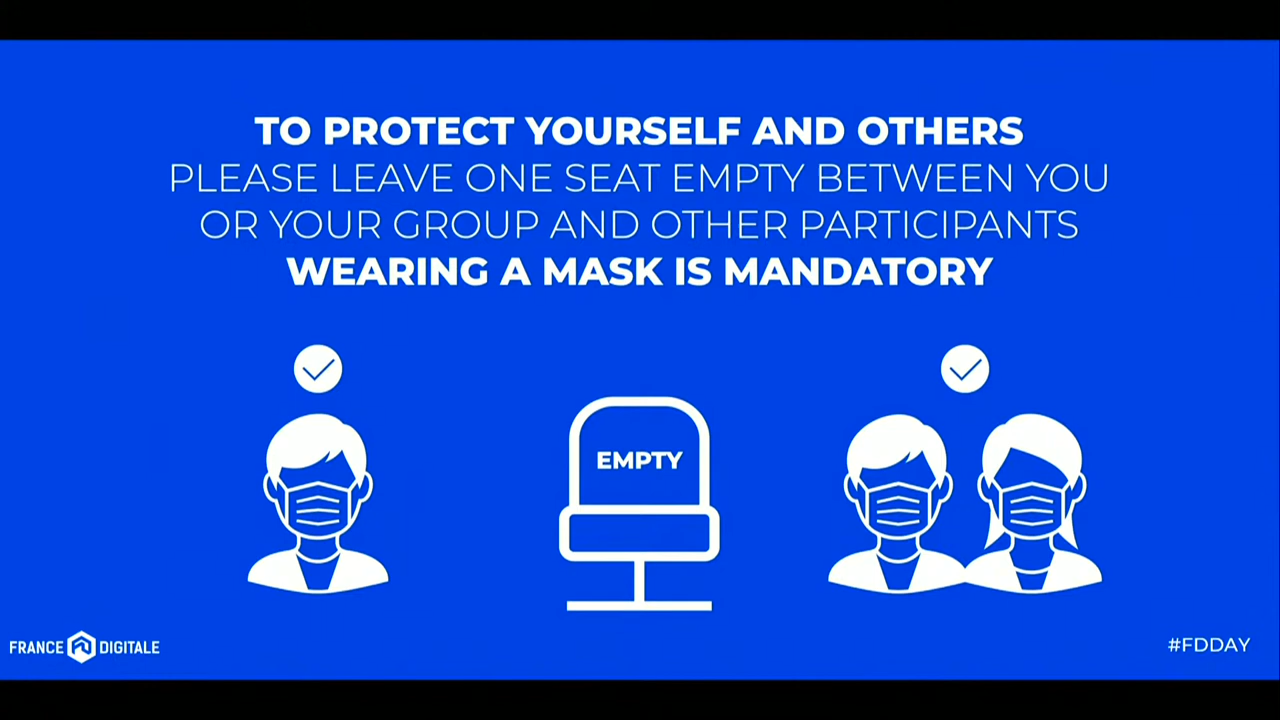 TO PROTECT YOURSELF AND OTHERS
PLEASE LEAVE ONE SEAT EMPTY BETWEEN YOU
OR YOUR GROUP AND OTHER PARTICIPANTS
WEARING A MASK IS MANDATORY
EMPTY
FRANCE DIGITALE
#FDDAY